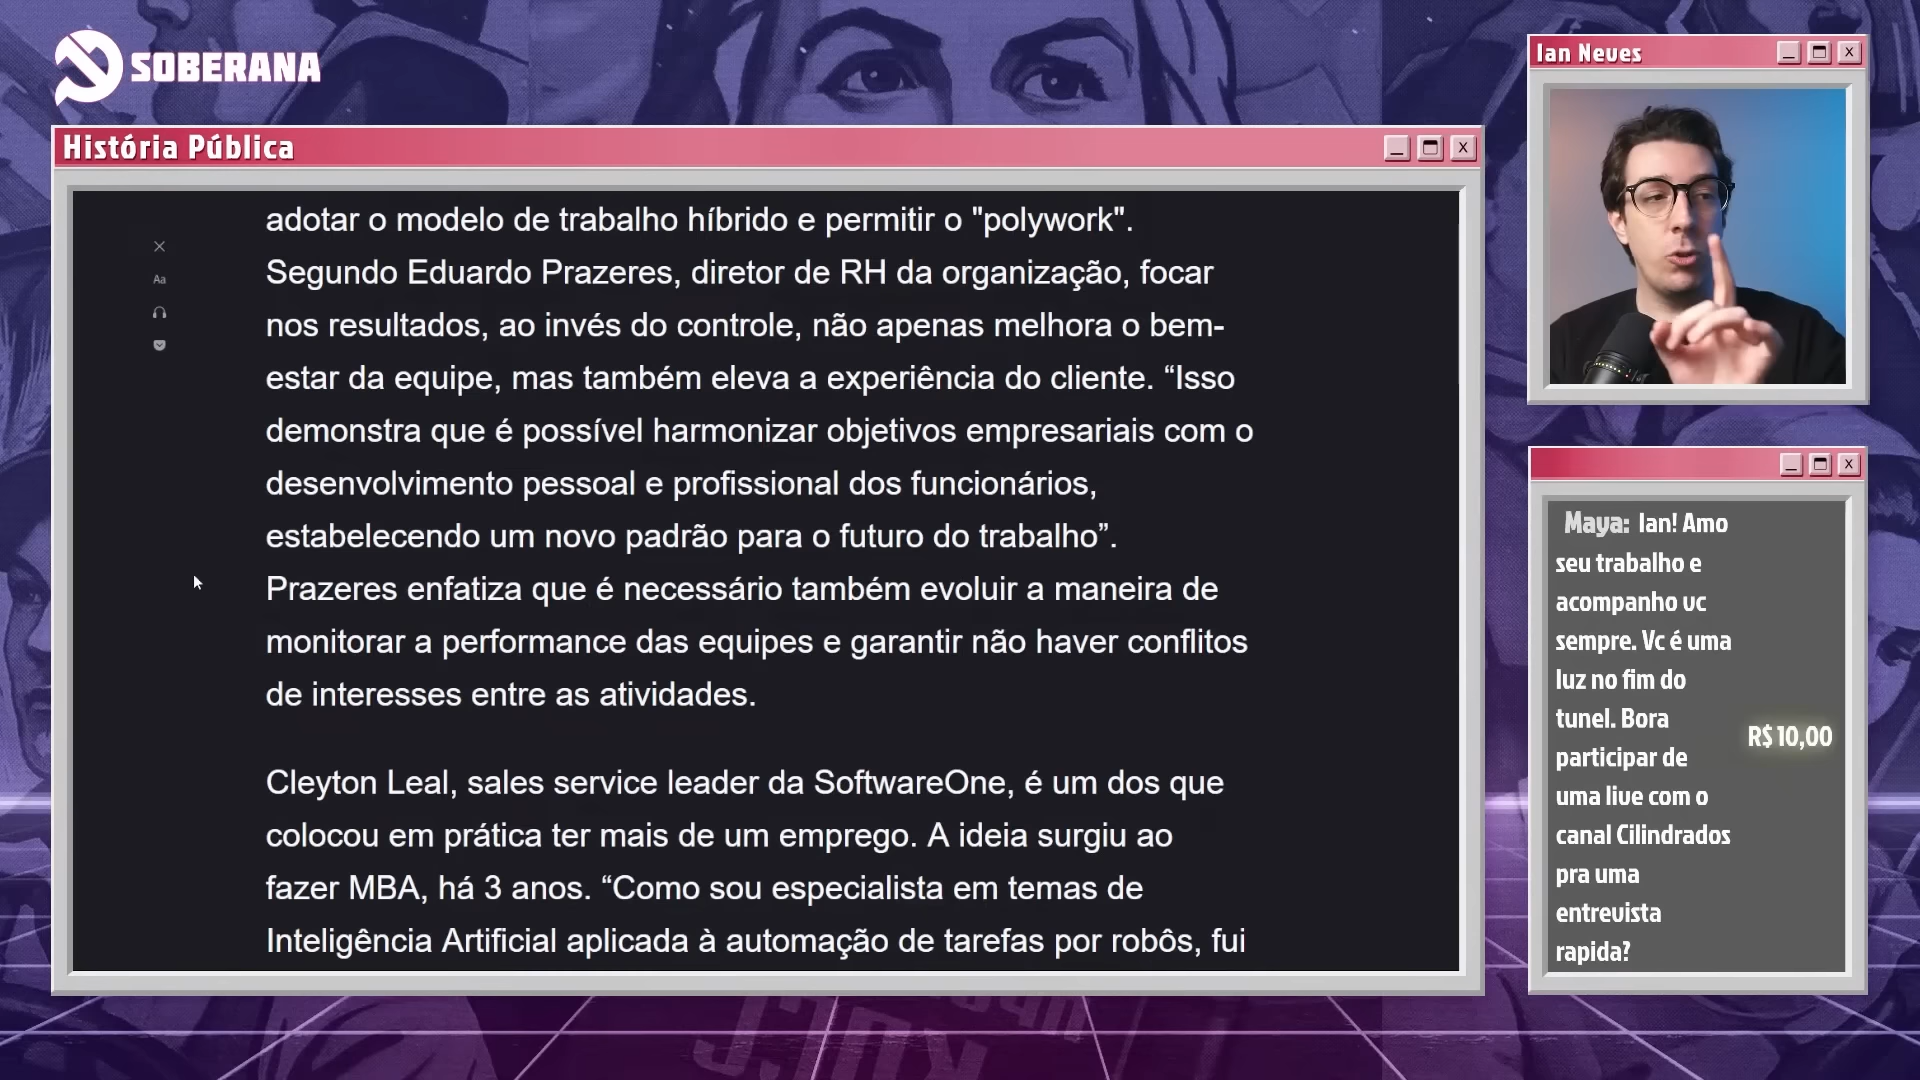 SOBERANA
História Pública
adotar o modelo de trabalho híbrido e permitir o "polywork".
Segundo Eduardo Prazeres, diretor de RH da organização, focar
nos resultados, ao invés do controle, não apenas melhora o bem-
estar da equipe, mas também eleva a experiência do cliente. “Isso
demonstra que é possível harmonizar objetivos empresariais com o
desenvolvimento pessoal e profissional dos funcionários,
estabelecendo um novo padrão para o futuro do trabalho”.
Prazeres enfatiza que é necessário também evoluir a maneira de
monitorar a performance das equipes e garantir não haver conflitos
de interesses entre as atividades.
Cleyton Leal, sales service leader da SoftwareOne, é um dos que
colocou em prática ter mais de um emprego. A ideia surgiu ao
fazer MBA, há 3 anos. “Como sou especialista em temas de
Inteligência Artificial aplicada à automação de tarefas por robôs, fui
Aa
Ian Neves
Maya: Ian! Amo
seu trabalho e
acompanho vc
sempre. Vc é uma
luz no fim do
tunel. Bora
participar de
uma live com o
canal Cilindrados
pra uma
entrevista
rapida?
R$ 10,00